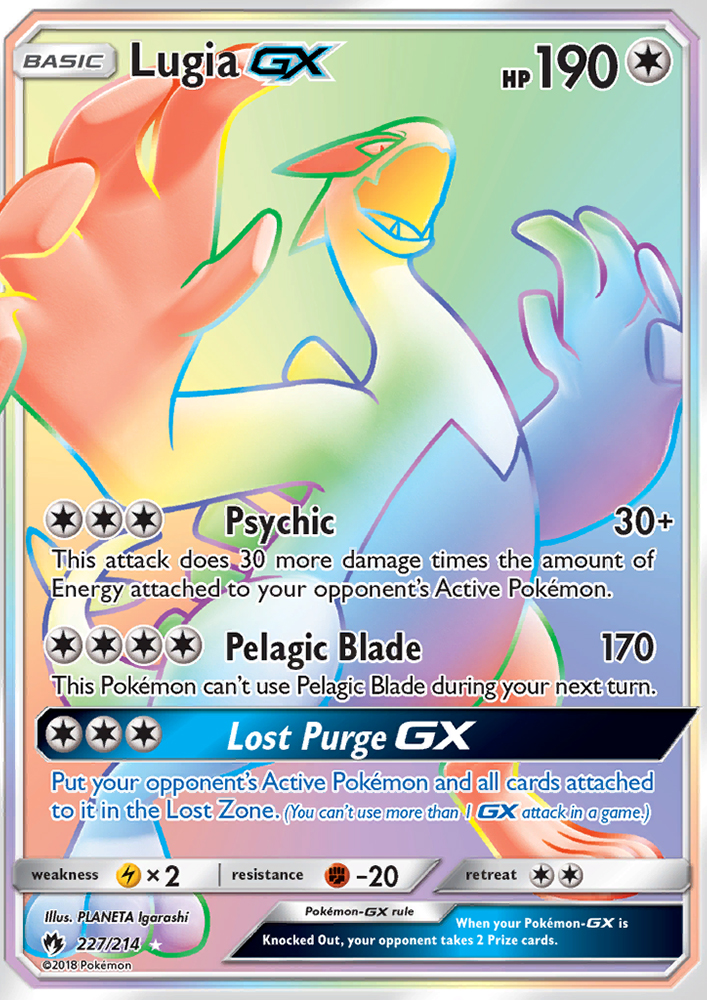 BASIC Lugia GX HP 190
Psychic 30+
This attack does 30 more damage times the amount of
Energy attached to your opponent's Active Pokémon.
Pelagic Blade 170
This Pokémon can't use Pelagic Blade during your next turn.
Lost Purge GX
Put your opponent's Active Pokémon and all cards attached
to it in the Lost Zone. (You can't use more than 1 GX attack in a game.)
weakness ×2 resistance -20 retreat
Illus. PLANETA Igarashi
227/214
©2018 Pokémon
Pokémon-GX rule
When your Pokémon-GX is
Knocked Out, your opponent takes 2 Prize cards.